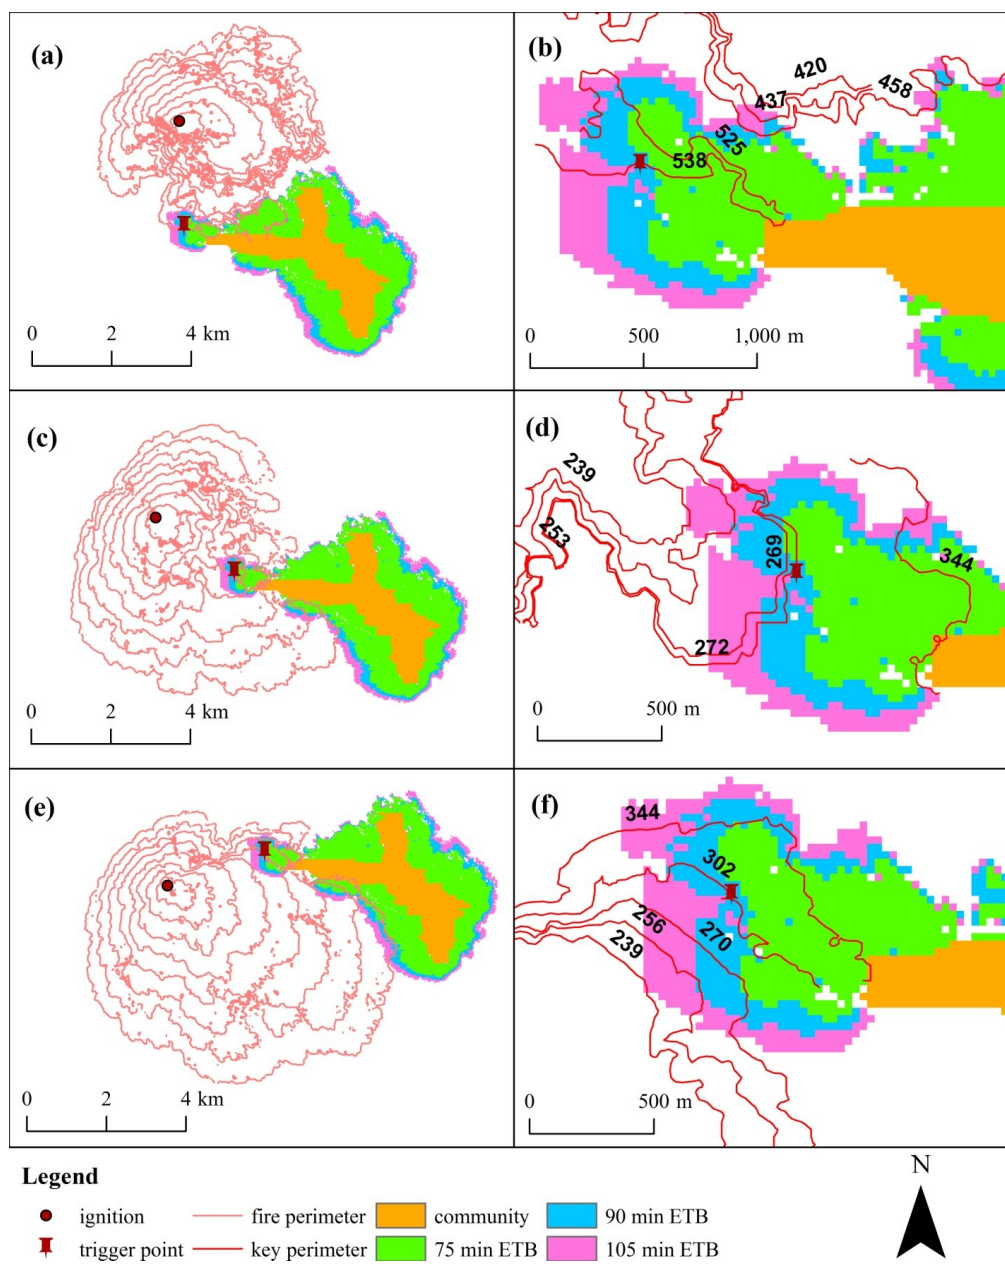 (a)
0 2 4 km
(b)
420
458
437
525
538
0 500 1,000 m
(c)
0 2 4 km
(d)
239
253
269
344
272
0 500 m
(e)
0 2 4 km
(f)
344
302
256
270
239
0 500 m
Legend
N
ignition fire perimeter community 90 min ETB
trigger point key perimeter 75 min ETB 105 min ETB